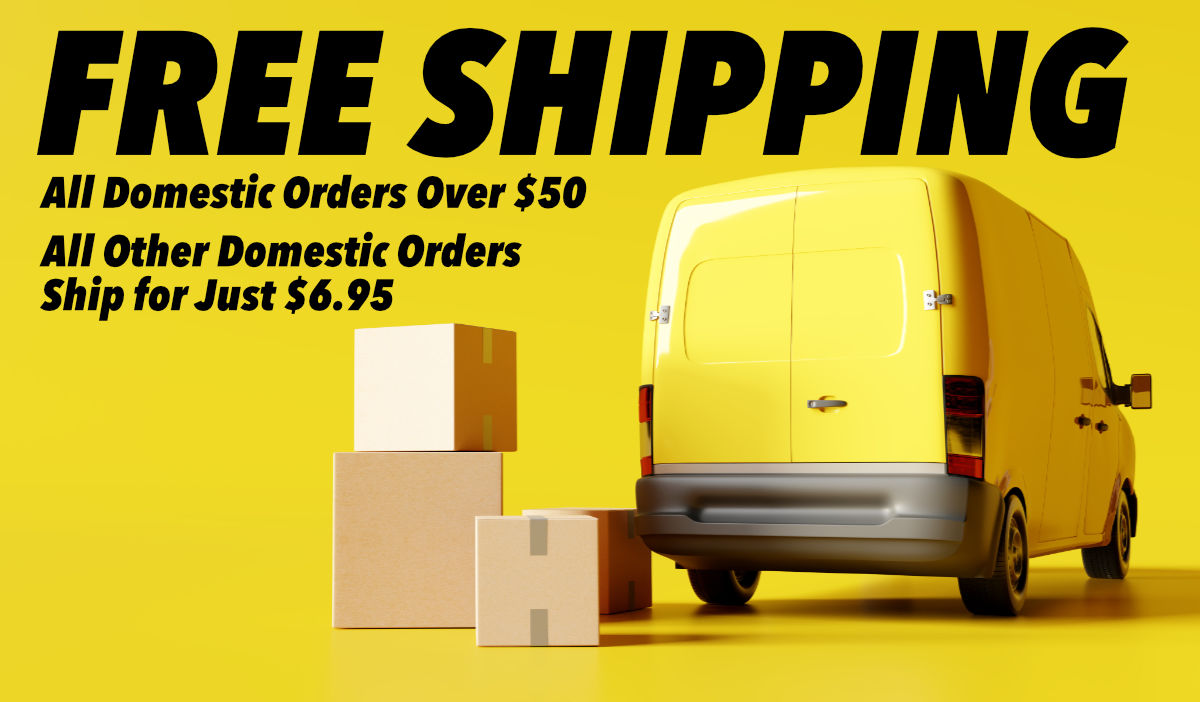 FREE SHIPPING
All Domestic Orders Over $50
All Other Domestic Orders
Ship for Just $6.95